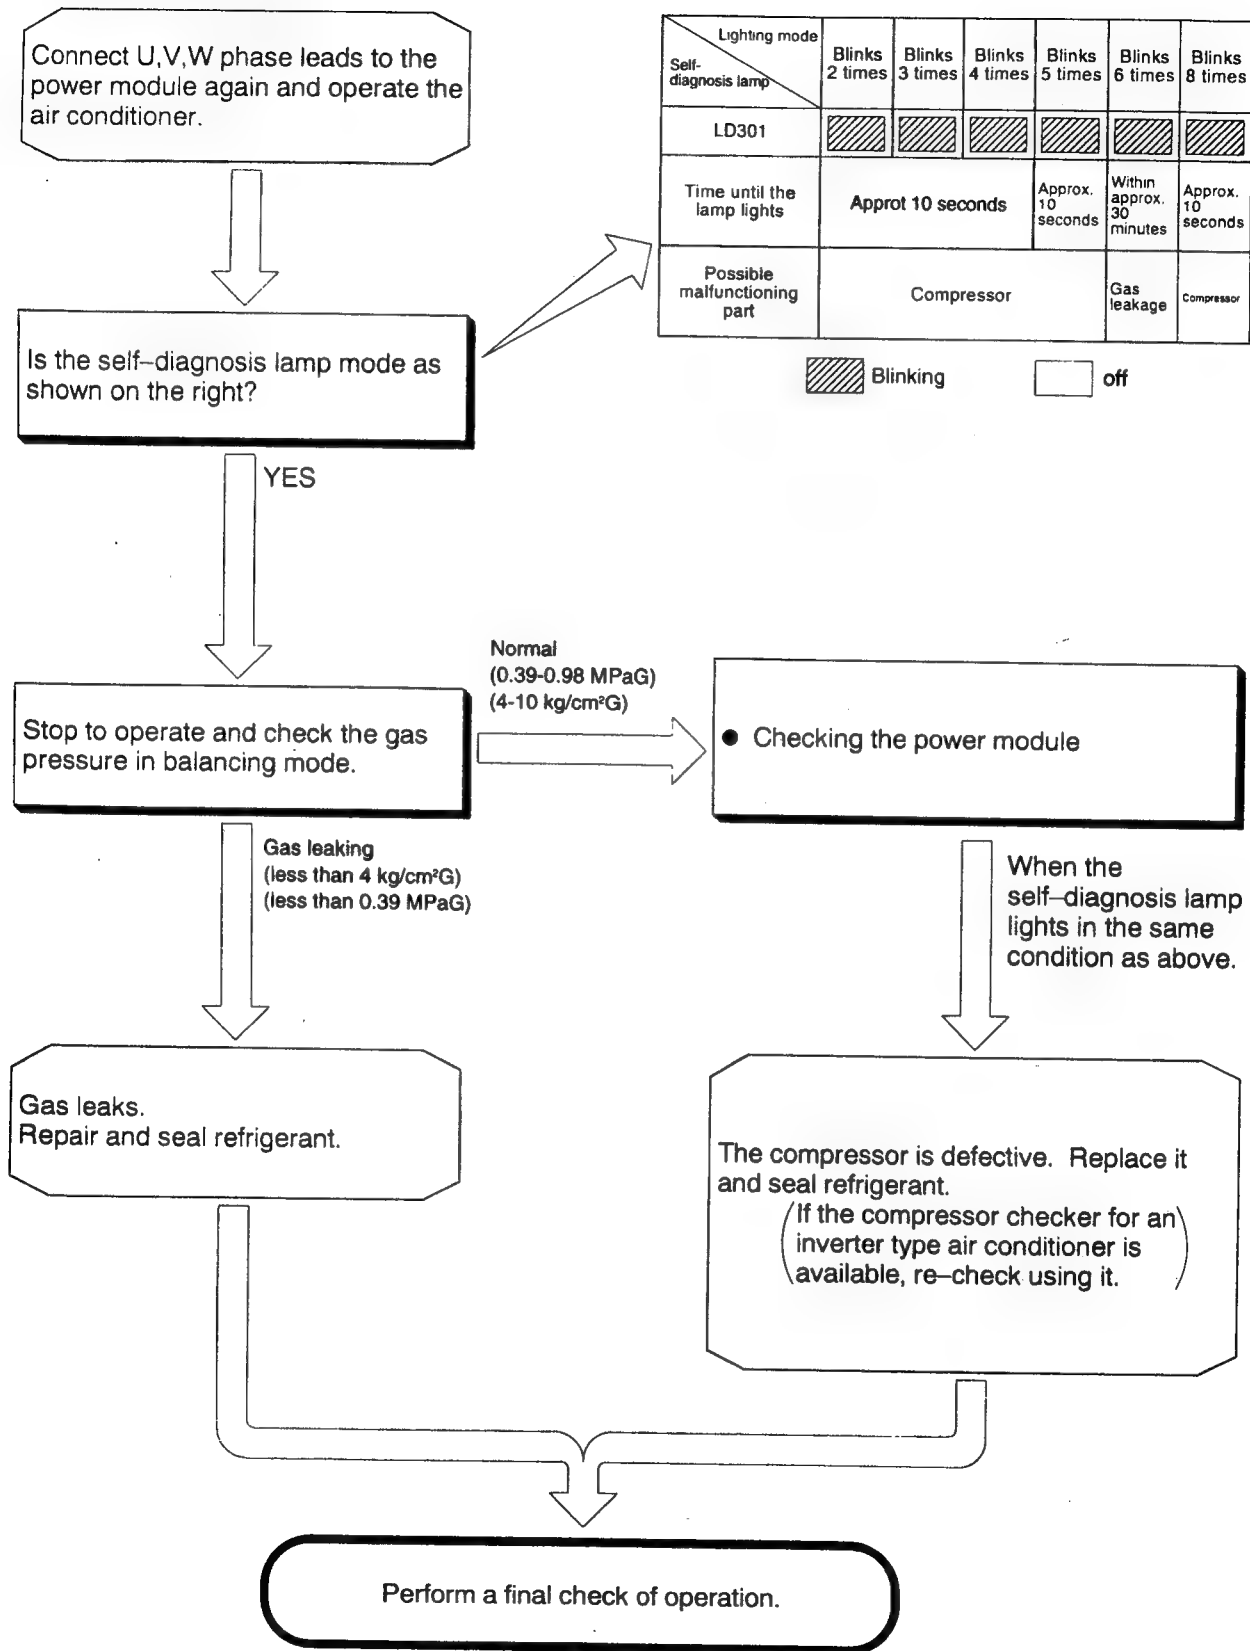 Connect U,V,W phase leads to the
power module again and operate the
air conditioner.
Lighting mode
Self-
diagnosis lamp
Blinks
2 times
Blinks
3 times
Blinks
4 times
Blinks
5 times
Blinks
6 times
Blinks
8 times
LD301
Time until the
lamp lights
Approt 10 seconds
Approx.
10
seconds
Within
approx.
30
minutes
Approx.
10
seconds
Possible
malfunctioning
part
Compressor
Gas
leakage
Compressor
Blinking
off
Is the self–diagnosis lamp mode as
shown on the right?
YES
Stop to operate and check the gas
pressure in balancing mode.
Normal
(0.39-0.98 MPaG)
(4-10 kg/cm²G)
● Checking the power module
Gas leaking
(less than 4 kg/cm²G)
(less than 0.39 MPaG)
When the
self–diagnosis lamp
lights in the same
condition as above.
Gas leaks.
Repair and seal refrigerant.
The compressor is defective. Replace it
and seal refrigerant.
(If the compressor checker for an
inverter type air conditioner is
available, re–check using it.)
Perform a final check of operation.